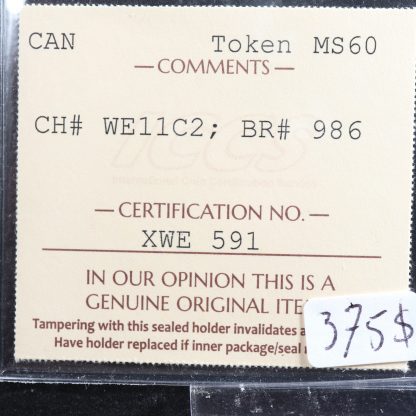 CAN Token MS60
— COMMENTS —
CH# WE11C2; BR# 986
ICCS
— CERTIFICATION NO. —
XWE 591
IN OUR OPINION THIS IS A
GENUINE ORIGINAL ITE
Tampering with this sealed holder invalidates a
Have holder replaced if inner package/seal
375$